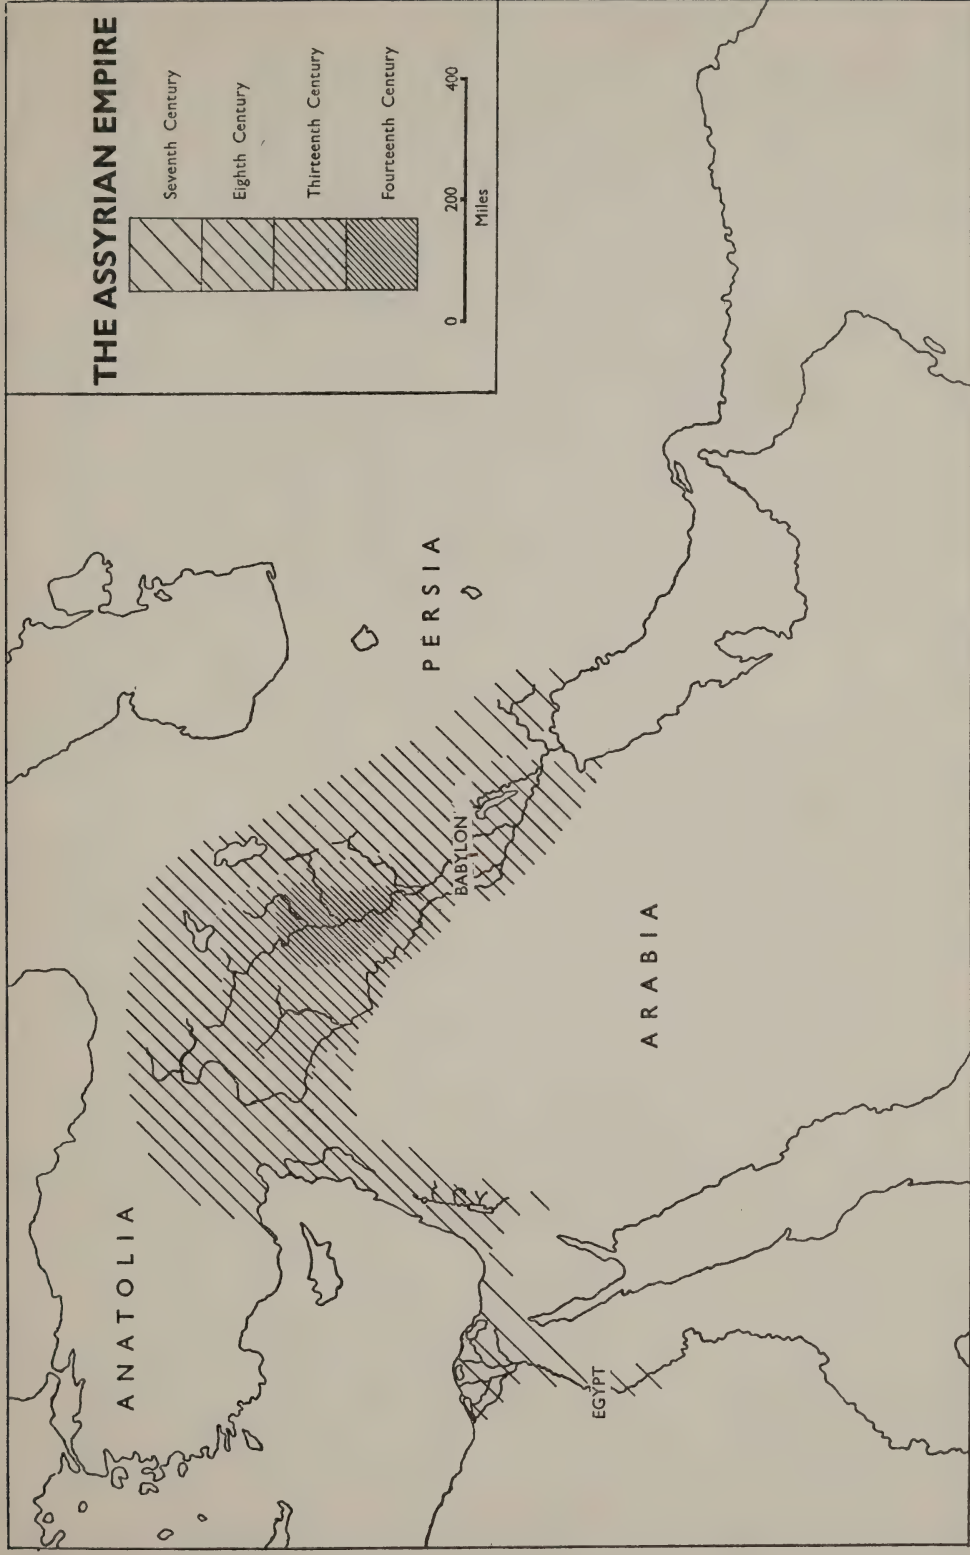 THE ASSYRIAN EMPIRE
Seventh Century
Eighth Century
Thirteenth Century
Fourteenth Century
0 200 400
Miles
ANATOLIA
PERSIA
BABYLON
ARABIA
EGYPT